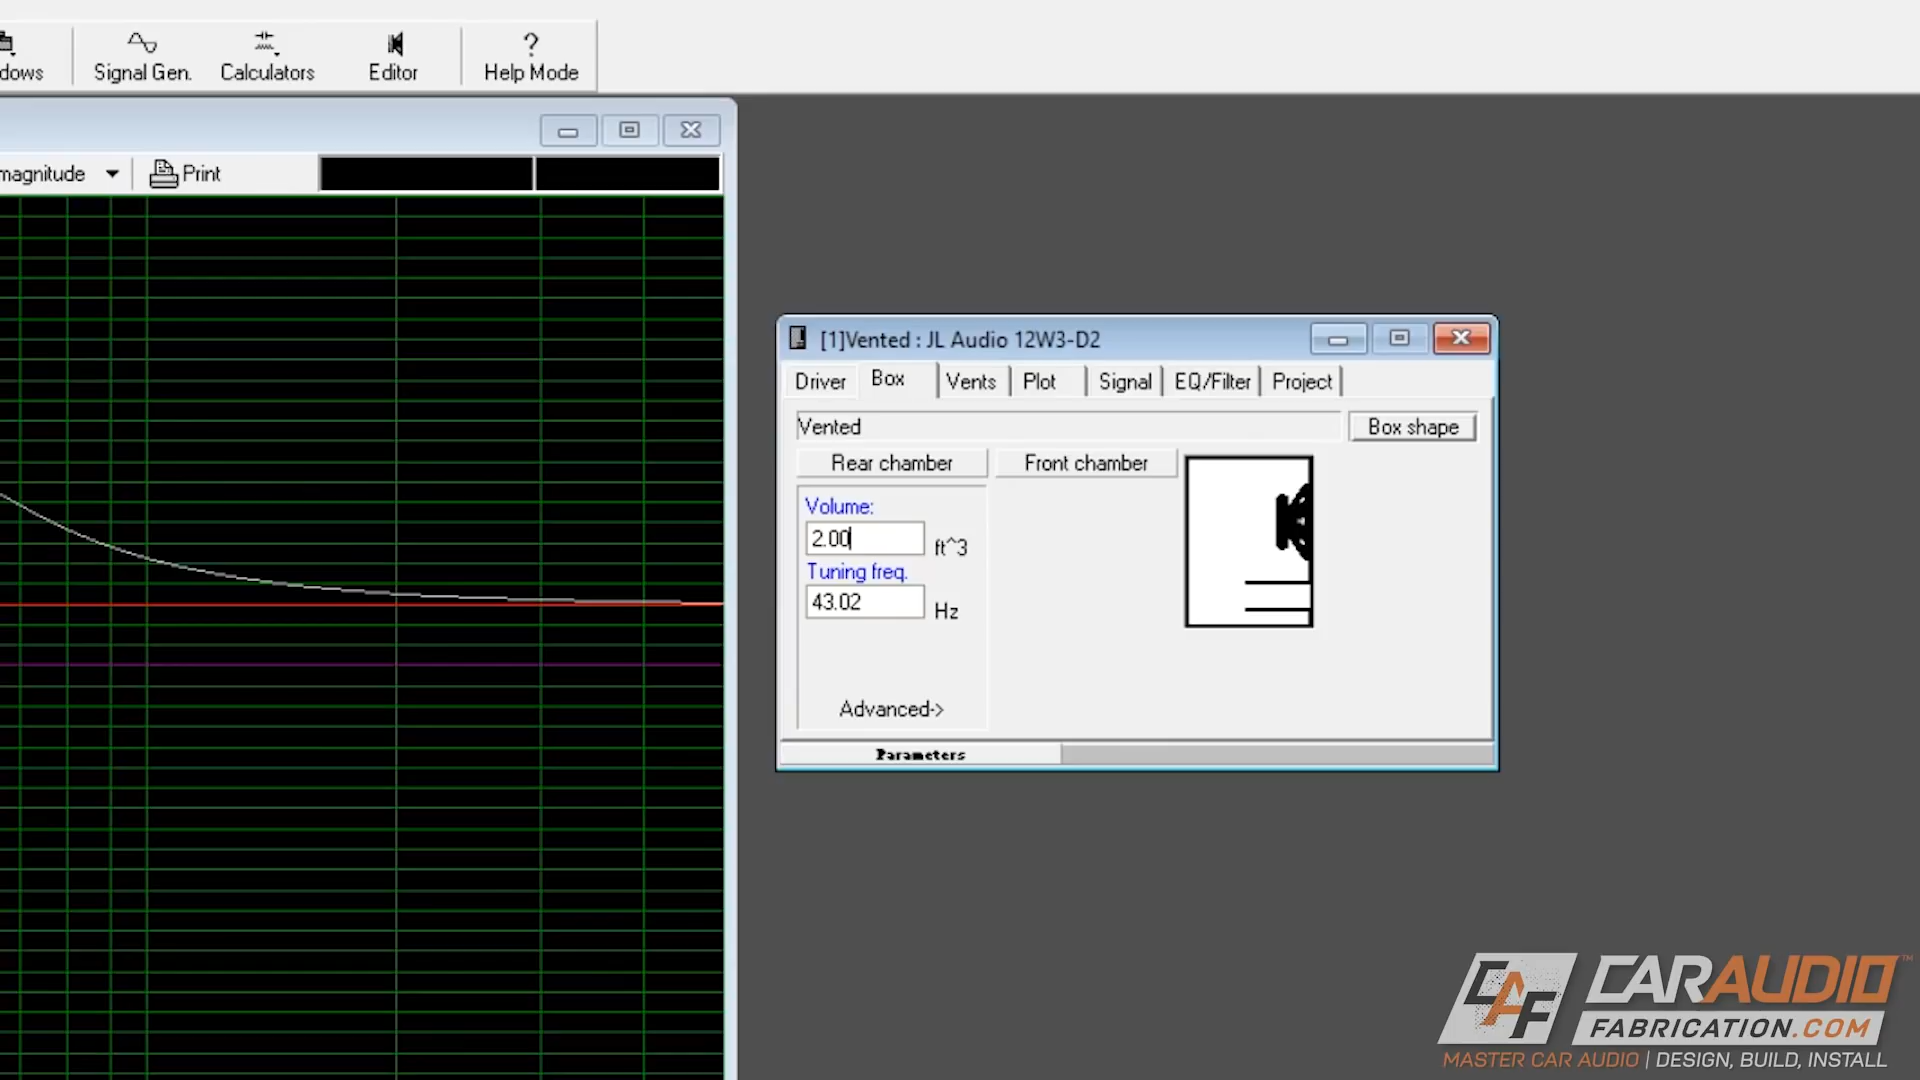 dows Signal Gen. Calculators Editor ? Help Mode
magnitude Print
[1]Vented : JL Audio 12W3-D2
Driver Box Vents Plot Signal EQ/Filter Project
Vented Box shape
Rear chamber Front chamber
Volume:
2.00 ft^3
Tuning freq.
43.02 Hz
Advanced->
Parameters
CAF CARAUDIO™
FABRICATION.COM
MASTER CAR AUDIO | DESIGN, BUILD, INSTALL